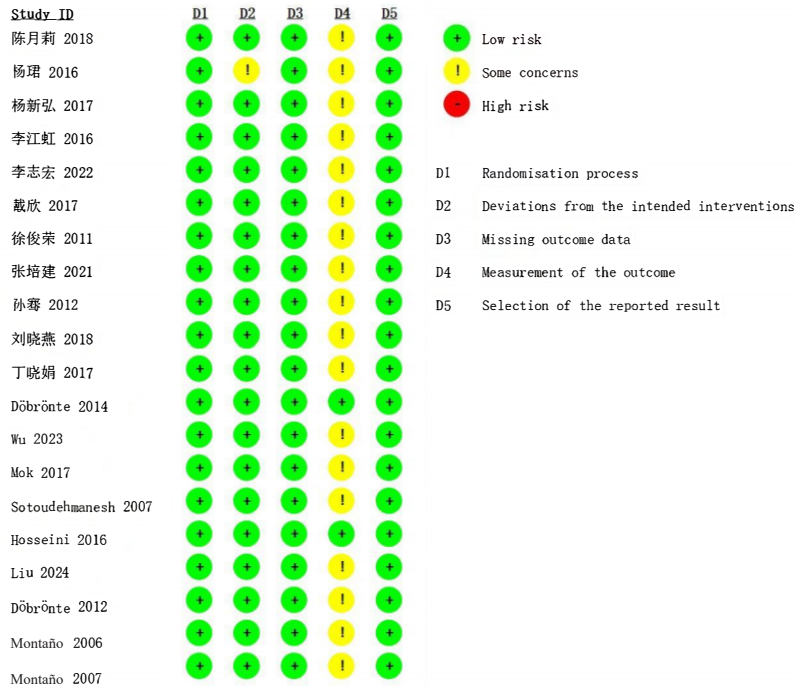 Study ID D1 D2 D3 D4 D5
陈月莉 2018 + + + ! +
杨珺 2016 + ! + ! +
杨新弘 2017 + + + ! +
李江虹 2016 + + + ! +
李志宏 2022 + + + ! +
戴欣 2017 + + + ! +
徐俊荣 2011 + + + ! +
张培建 2021 + + + ! +
孙骞 2012 + + + ! +
刘晓燕 2018 + + + ! +
丁晓娟 2017 + + + ! +
Döbrönte 2014 + + + + +
Wu 2023 + + + ! +
Mok 2017 + + + ! +
Sotoudehmanesh 2007 + + + ! +
Hosseini 2016 + + + + +
Liu 2024 + + + ! +
Döbrönte 2012 + + + ! +
Montaño 2006 + + + ! +
Montaño 2007 + + + ! +
+ Low risk
! Some concerns
- High risk
D1 Randomisation process
D2 Deviations from the intended interventions
D3 Missing outcome data
D4 Measurement of the outcome
D5 Selection of the reported result